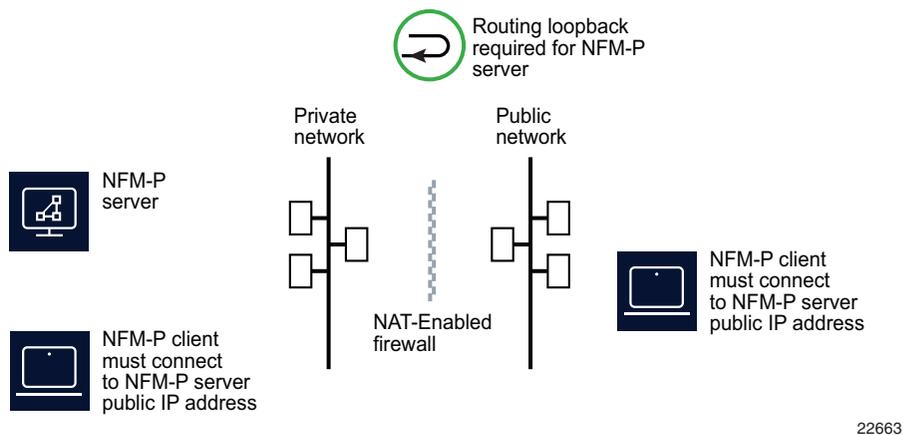 Routing loopback
required for NFM-P
server
Private
network
Public
network
NFM-P
server
NFM-P client
must connect
to NFM-P server
public IP address
NAT-Enabled
firewall
NFM-P client
must connect
to NFM-P server
public IP address
22663